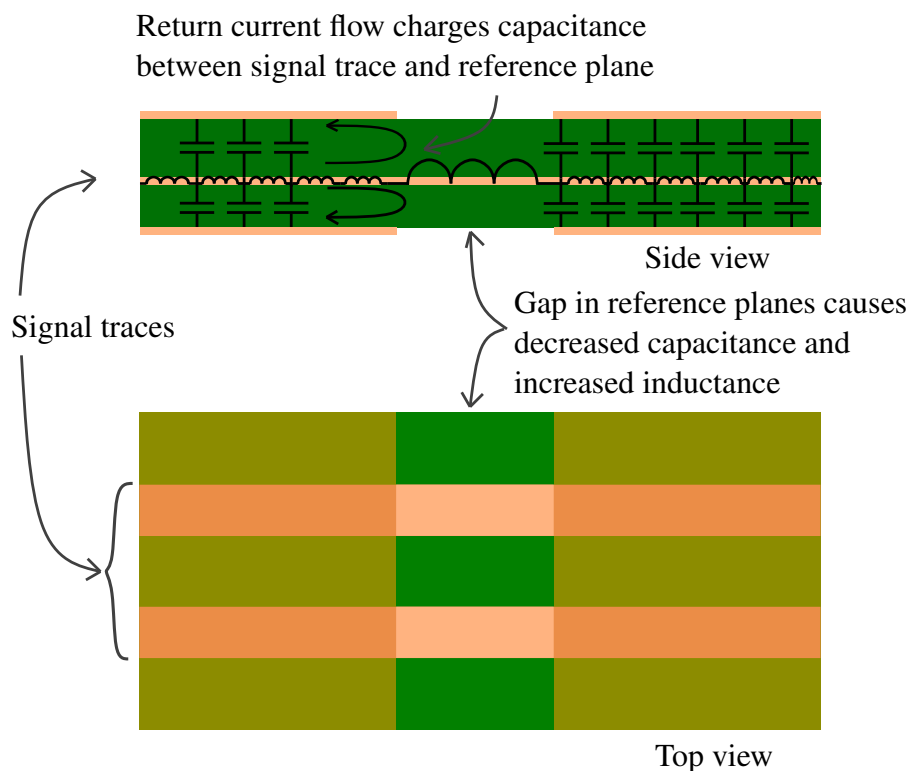 Return current flow charges capacitance
between signal trace and reference plane
Side view
Signal traces
Gap in reference planes causes
decreased capacitance and
increased inductance
Top view